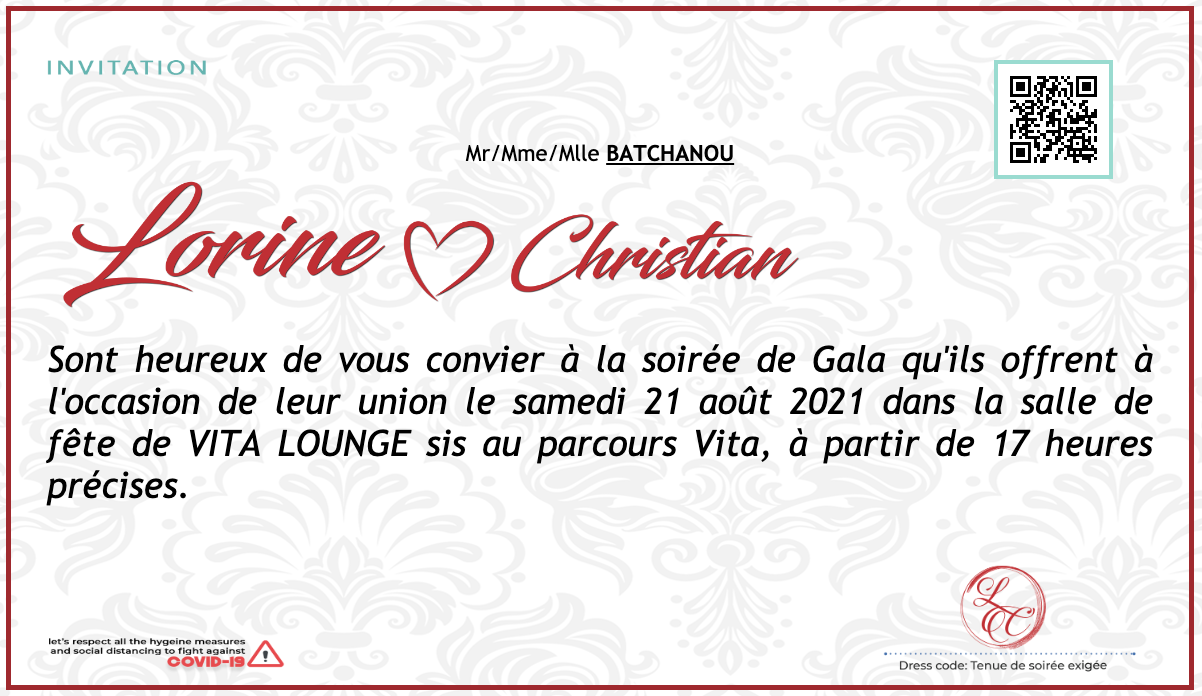 INVITATION
Mr/Mme/Mlle BATCHANOU
Lorine Christian
Sont heureux de vous convier à la soirée de Gala qu'ils offrent à
l'occasion de leur union le samedi 21 août 2021 dans la salle de
fête de VITA LOUNGE sis au parcours Vita, à partir de 17 heures
précises.
LC
let's respect all the hygeine measures
and social distancing to fight against
COVID-19
Dress code: Tenue de soirée exigée